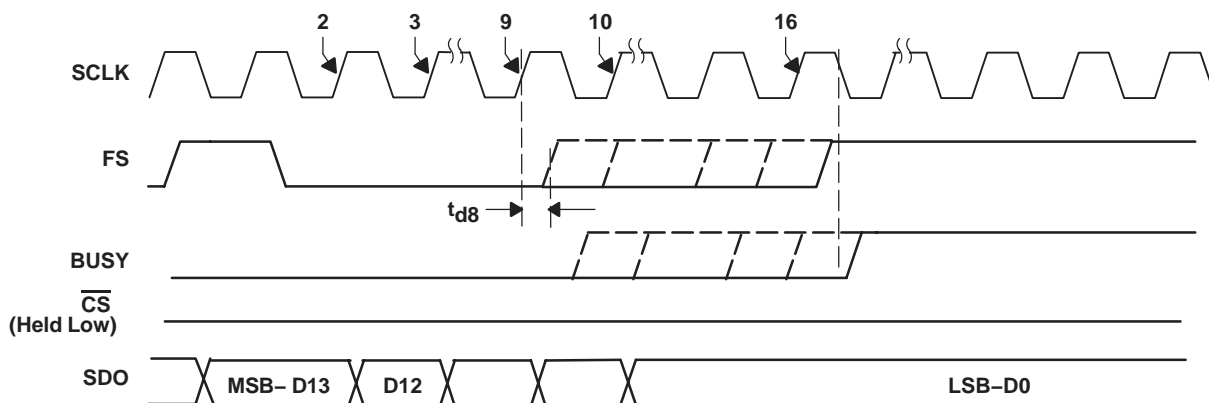 2 3 9 10 16
SCLK
FS
td8
BUSY
CS
(Held Low)
SDO MSB– D13 D12 LSB–D0